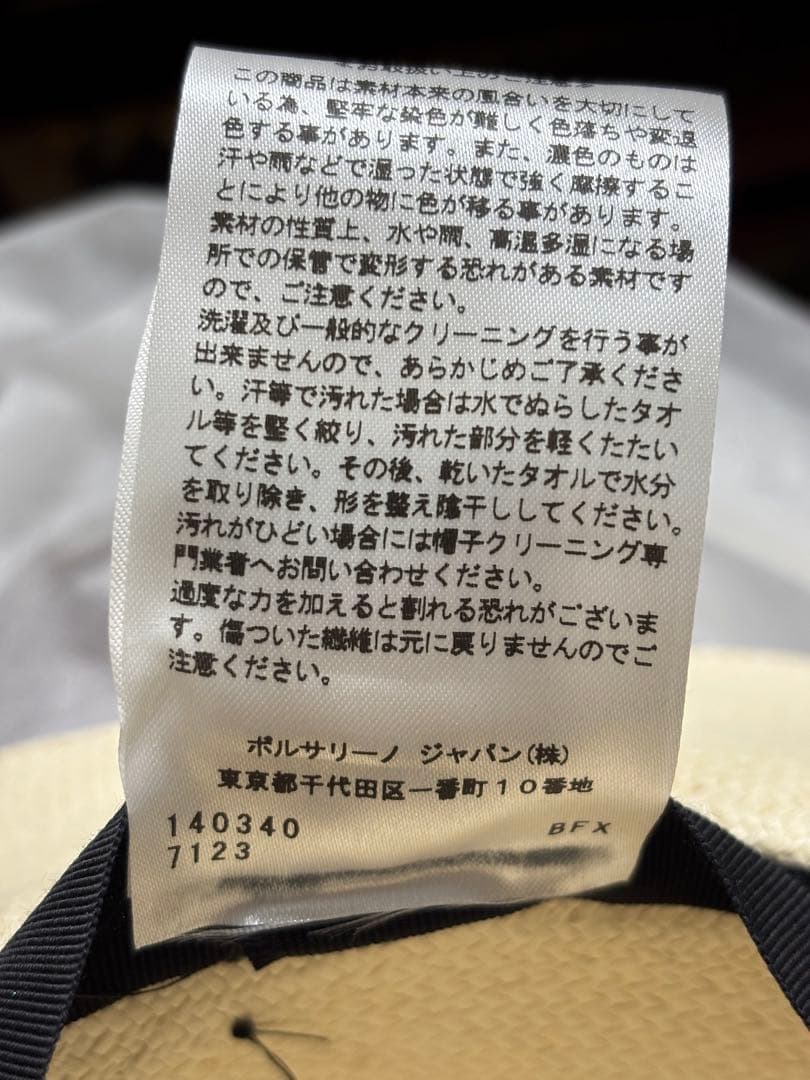 お取扱い上のご注意
この商品は素材本来の風合いを大切にして
いる為、堅牢な染色が難しく色落ちや変退
色する事があります。また、濃色のものは
汗や雨などで湿った状態で強く摩擦するこ
とにより他の物に色が移る事があります。
素材の性質上、水や雨、高温多湿になる場
所での保管で変形する恐れがある素材です
ので、ご注意ください。
洗濯及び一般的なクリーニングを行う事が
出来ませんので、あらかじめご了承くださ
い。汗等で汚れた場合は水でぬらしたタオ
ル等を堅く絞り、汚れた部分を軽くたたい
てください。その後、乾いたタオルで水分
を取り除き、形を整え陰干ししてください。
汚れがひどい場合には帽子クリーニング専
門業者へお問い合わせください。
過度な力を加えると割れる恐れがございま
す。傷ついた繊維は元に戻りませんのでご
注意ください。
ボルサリーノ ジャパン(株)
東京都千代田区一番町10番地
140340 BFX
7123